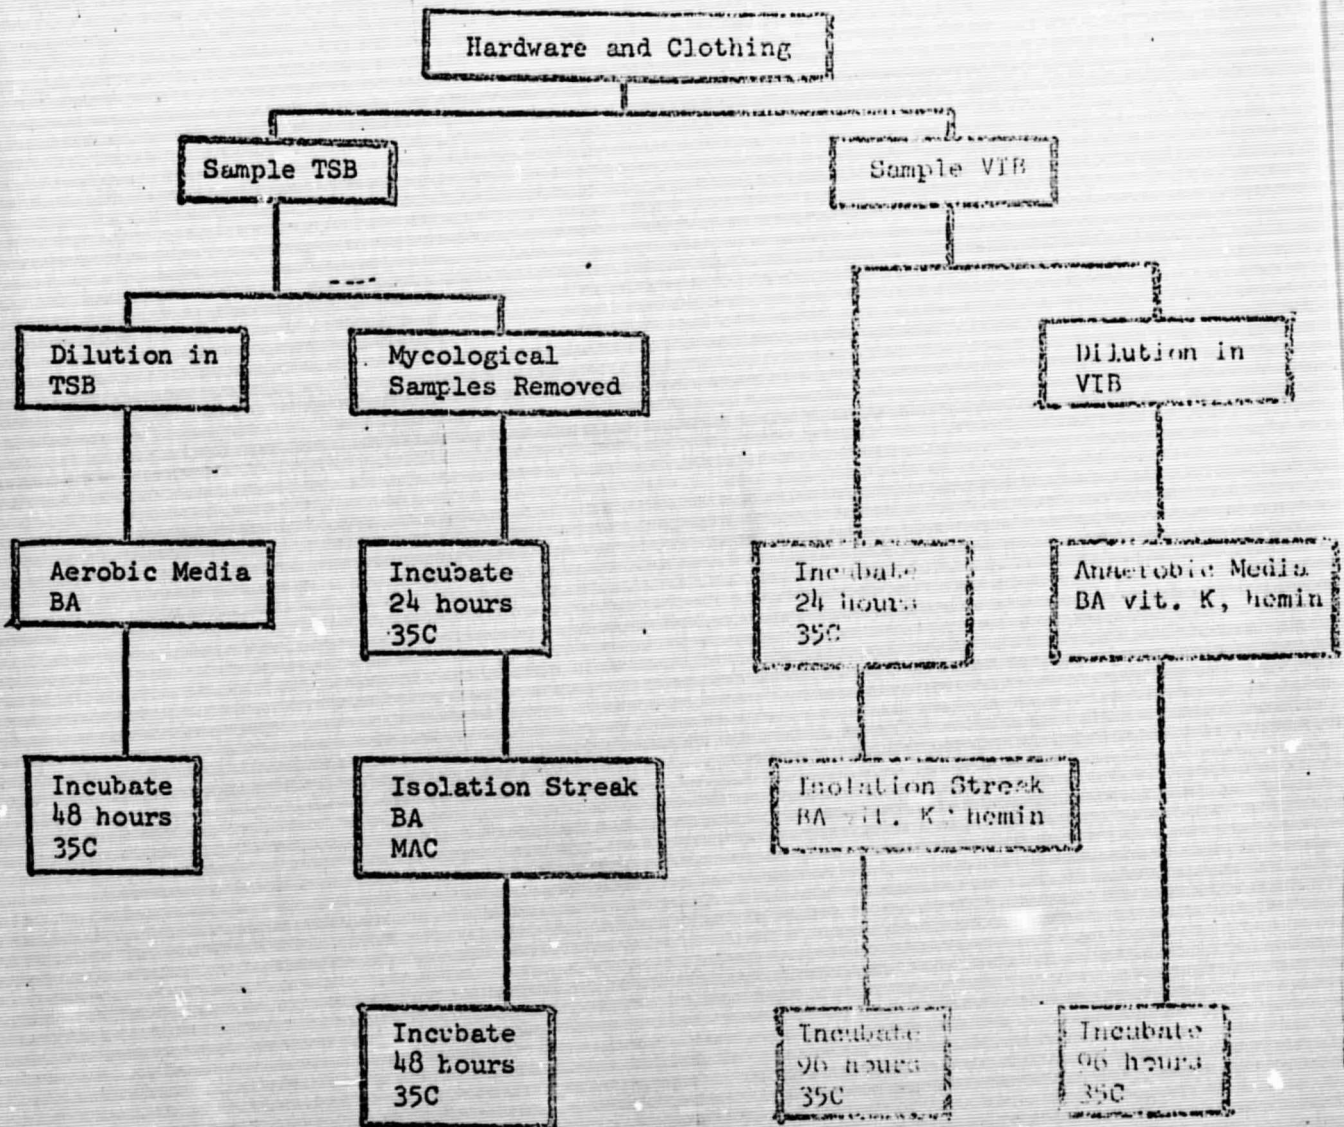 Hardware and Clothing
Sample TSB
Sample VIB
Dilution in
TSB
Mycological
Samples Removed
Dilution in
VIB
Aerobic Media
BA
Incubate
24 hours
35C
Incubate
24 hours
35C
Anaerobic Media
BA vit. K, hemin
Incubate
48 hours
35C
Isolation Streak
BA
MAC
Isolation Streak
BA vit. K, hemin
Incubate
48 hours
35C
Incubate
96 hours
35C
Incubate
96 hours
35C